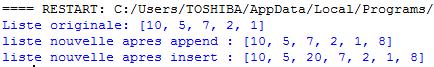 ==== RESTART: C:/Users/TOSHIBA/AppData/Local/Programs/
Liste originale: [10, 5, 7, 2, 1]
liste nouvelle apres append : [10, 5, 7, 2, 1, 8]
liste nouvelle apres insert : [10, 5, 20, 7, 2, 1, 8]